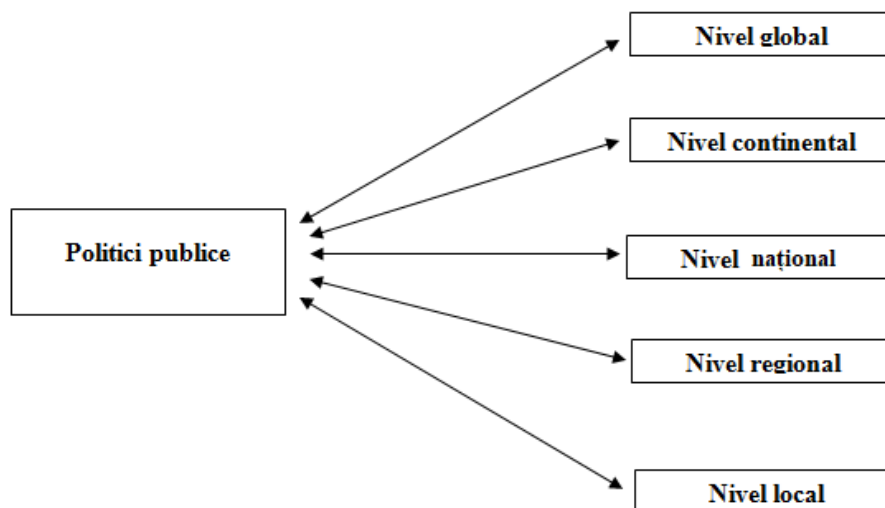 Nivel global
Nivel continental
Politici publice
Nivel național
Nivel regional
Nivel local